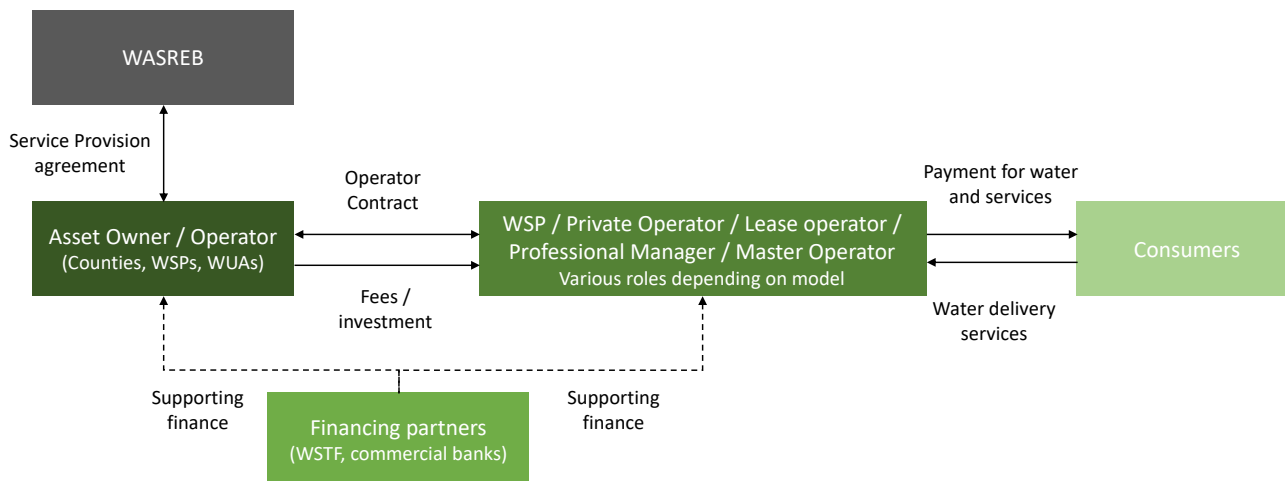 WASREB
Service Provision
agreement
Operator
Contract
Payment for water
and services
Asset Owner / Operator
(Counties, WSPs, WUAs)
WSP / Private Operator / Lease operator /
Professional Manager / Master Operator
Various roles depending on model
Consumers
Fees /
investment
Water delivery
services
Supporting
finance
Supporting
finance
Financing partners
(WSTF, commercial banks)